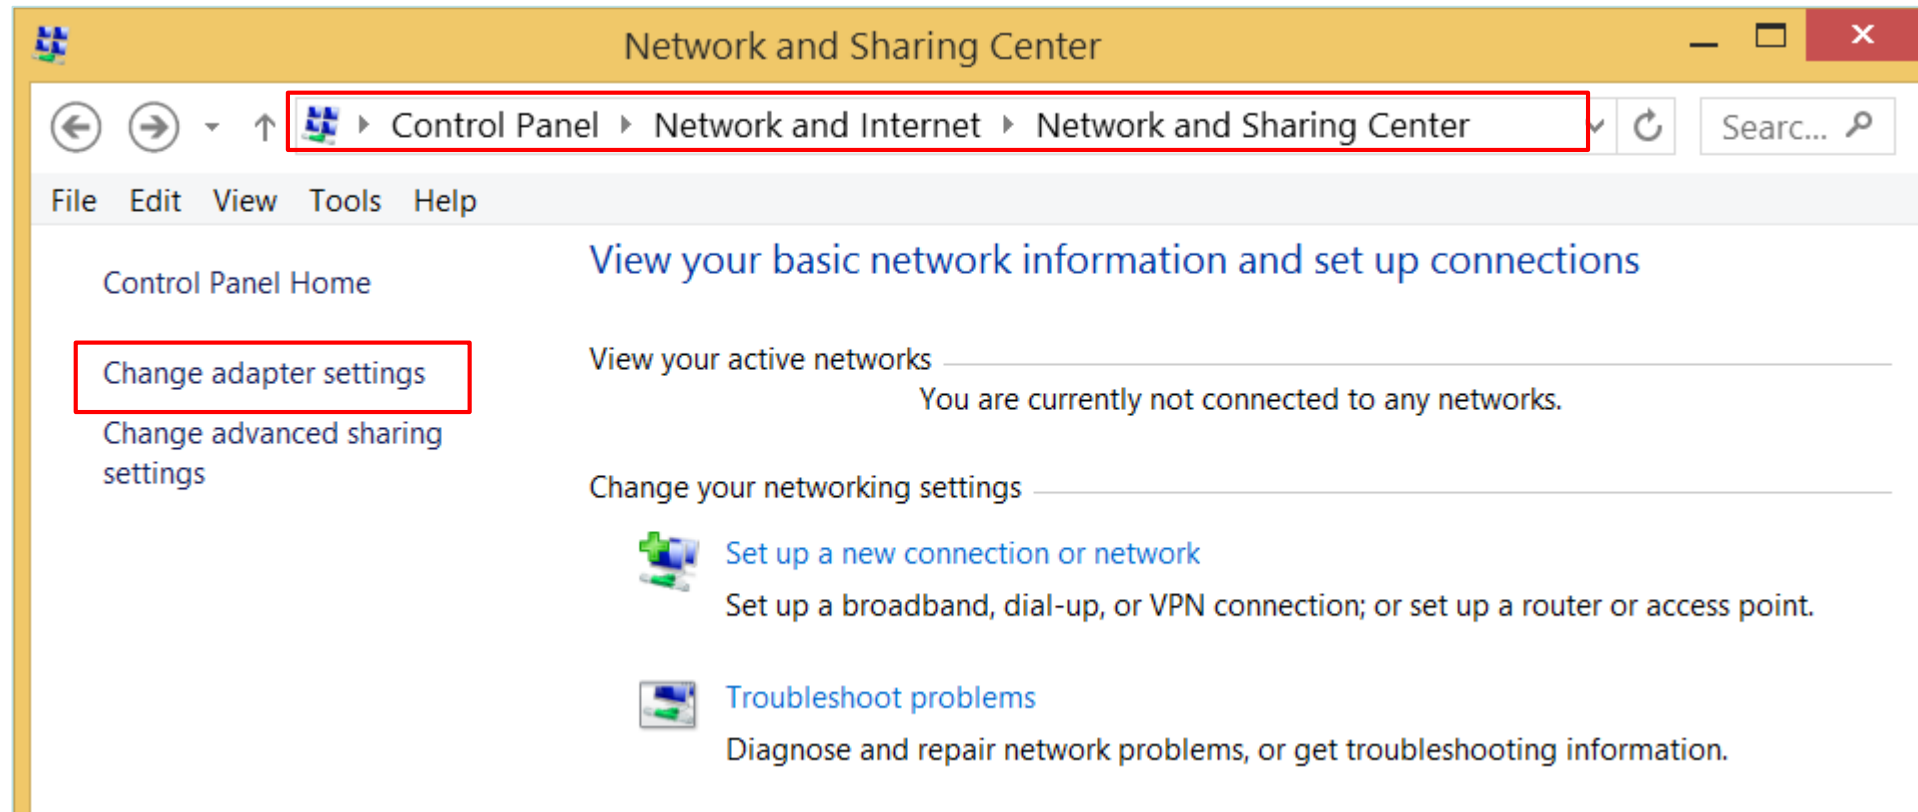 Network and Sharing Center
Control Panel Network and Internet Network and Sharing Center
Searc...
File Edit View Tools Help
Control Panel Home
Change adapter settings
Change advanced sharing
settings
View your basic network information and set up connections
View your active networks
You are currently not connected to any networks.
Change your networking settings
Set up a new connection or network
Set up a broadband, dial-up, or VPN connection; or set up a router or access point.
Troubleshoot problems
Diagnose and repair network problems, or get troubleshooting information.